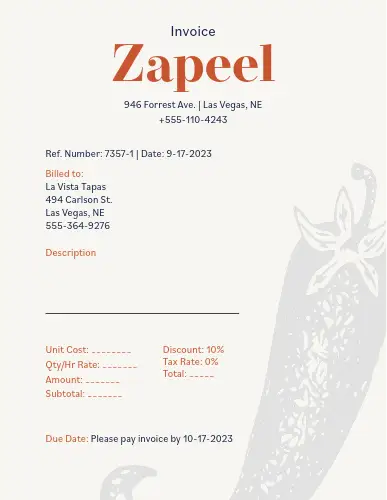 Invoice
Zapeel
946 Forrest Ave. | Las Vegas, NE
+555-110-4243
Ref. Number: 7357-1 | Date: 9-17-2023
Billed to:
La Vista Tapas
494 Carlson St.
Las Vegas, NE
555-364-9276
Description
Unit Cost: ________
Qty/Hr Rate: _______
Amount: _______
Subtotal: _______
Discount: 10%
Tax Rate: 0%
Total: _____
Due Date: Please pay invoice by 10-17-2023